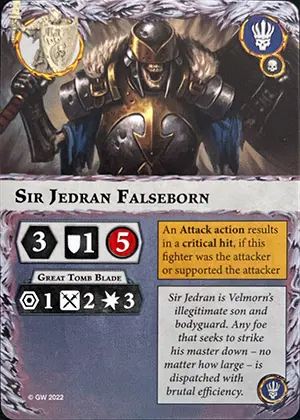 SIR JEDRAN FALSEBORN
3 1 5
GREAT TOMB BLADE
1 2 3
An Attack action results
in a critical hit, if this
fighter was the attacker
or supported the attacker
Sir Jedran is Velmorn's
illegitimate son and
bodyguard. Any foe
that seeks to strike
his master down – no
matter how large – is
dispatched with
brutal efficiency.
© GW 2022